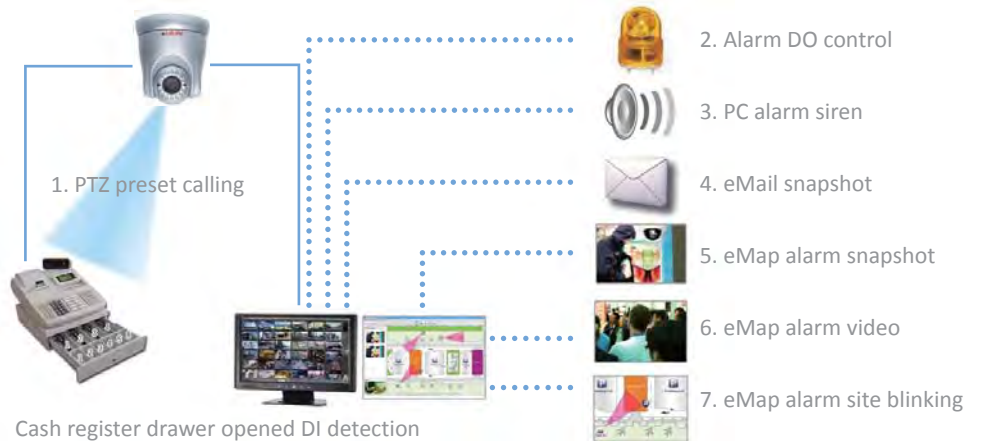 2. Alarm DO control
3. PC alarm siren
1. PTZ preset calling
4. eMail snapshot
5. eMap alarm snapshot
6. eMap alarm video
7. eMap alarm site blinking
Cash register drawer opened DI detection